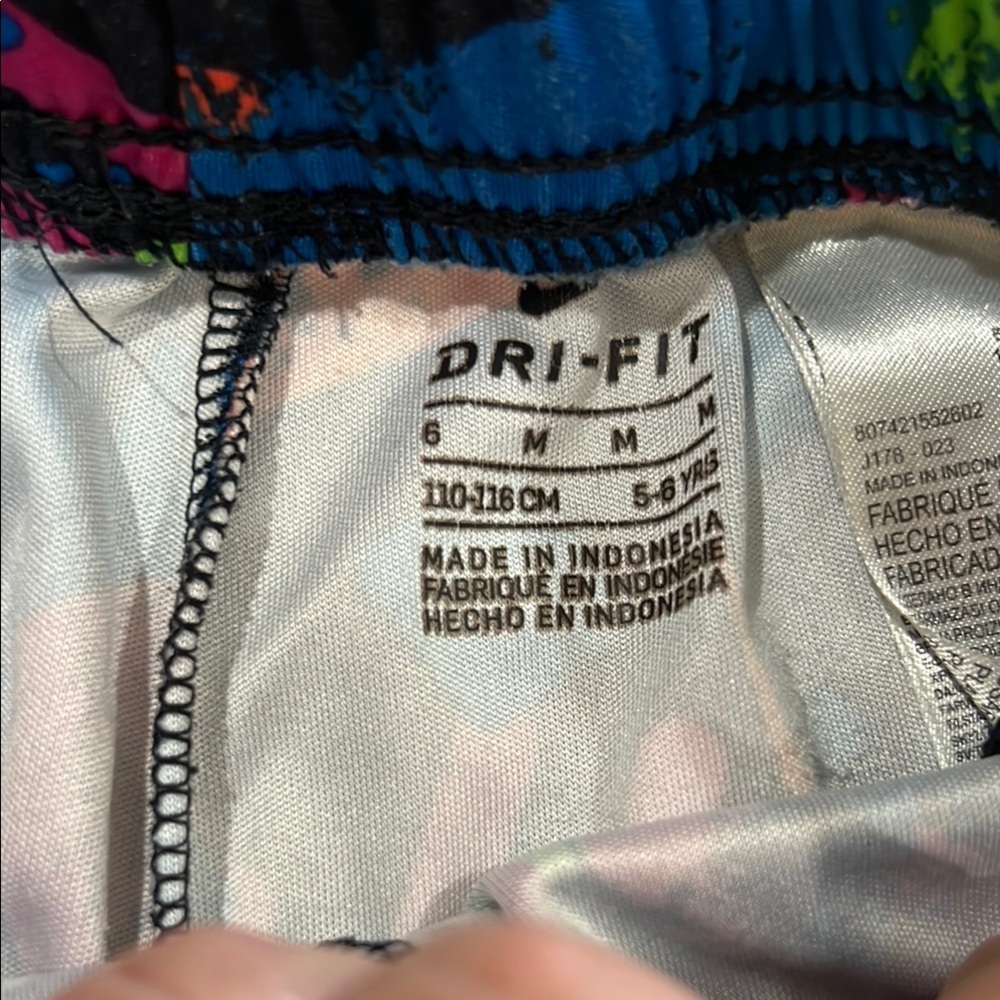 DRI-FIT
6 M M M
110-116 CM 5-6 YRS
MADE IN INDONESIA
FABRIQUÉ EN INDONESIE
HECHO EN INDONESIA
807421552602
J178 023
MADE IN INDON
FABRIQUÉ
HECHO EN
FABRICAD